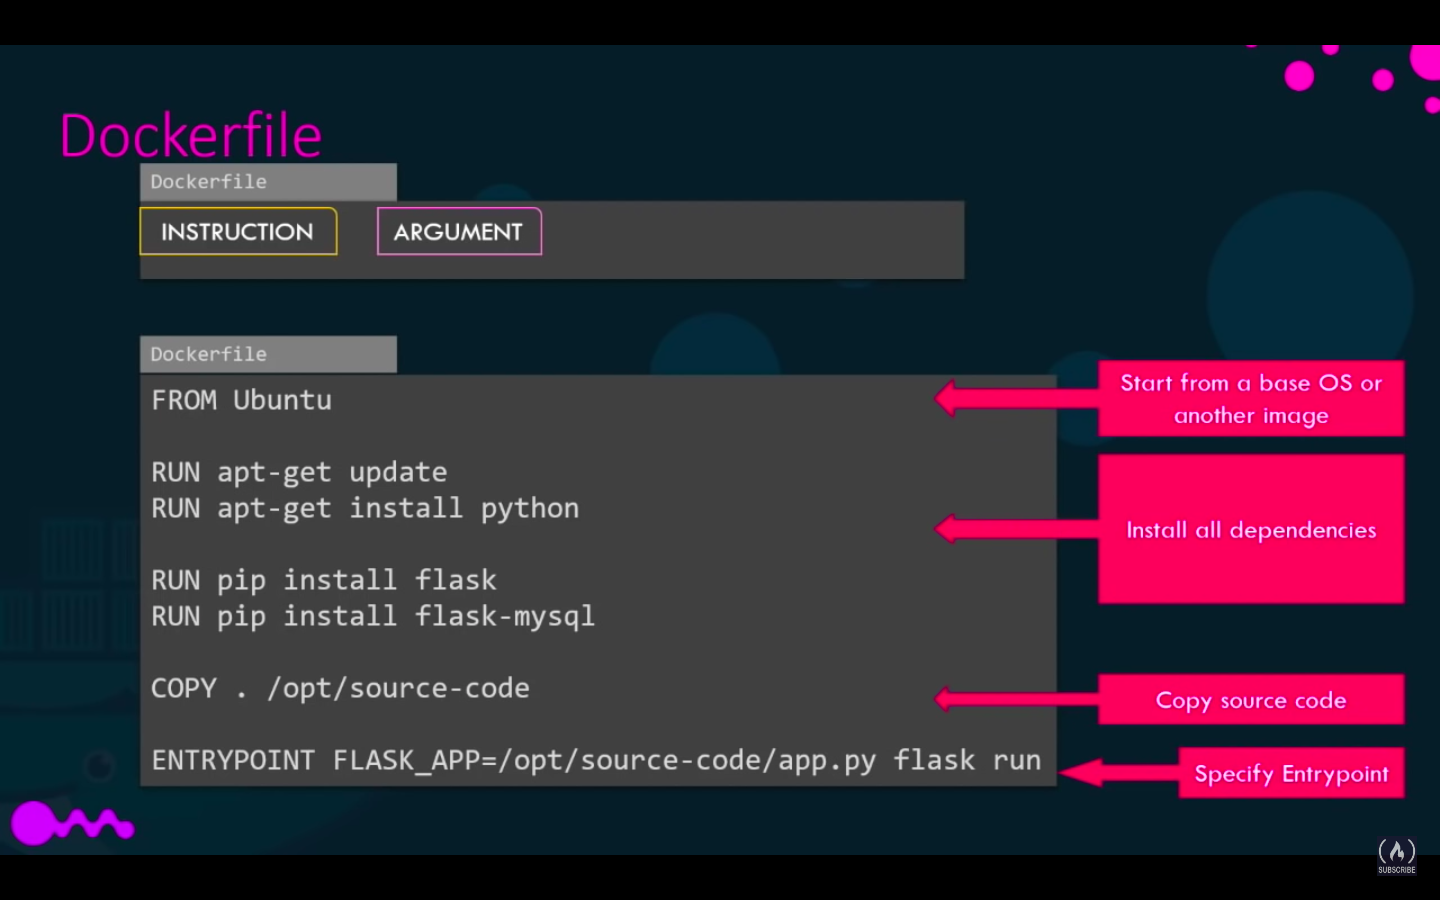 Dockerfile
Dockerfile
INSTRUCTION ARGUMENT
Dockerfile
FROM Ubuntu
Start from a base OS or
another image
RUN apt-get update
RUN apt-get install python
Install all dependencies
RUN pip install flask
RUN pip install flask-mysql
COPY . /opt/source-code
Copy source code
ENTRYPOINT FLASK_APP=/opt/source-code/app.py flask run
Specify Entrypoint
SUBSCRIBE